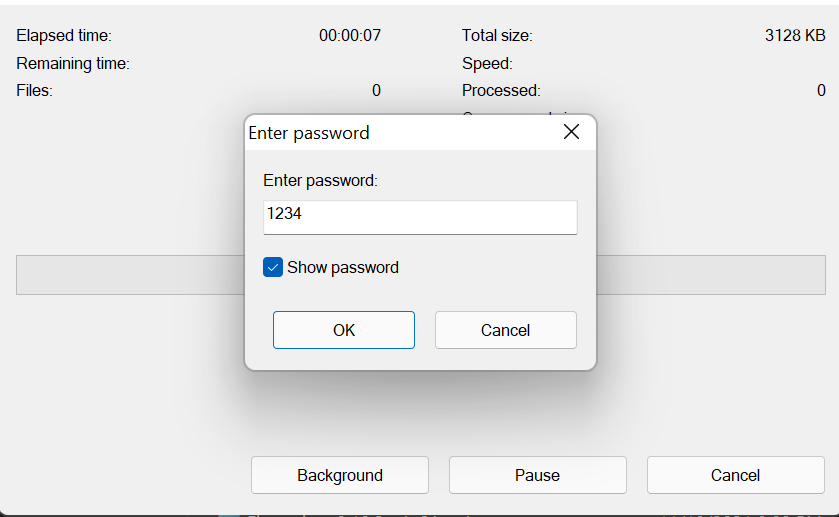 Elapsed time: 00:00:07 Total size: 3128 KB
Remaining time: Speed:
Files: 0 Processed: 0
Enter password
Enter password:
1234
Show password
OK Cancel
Background Pause Cancel